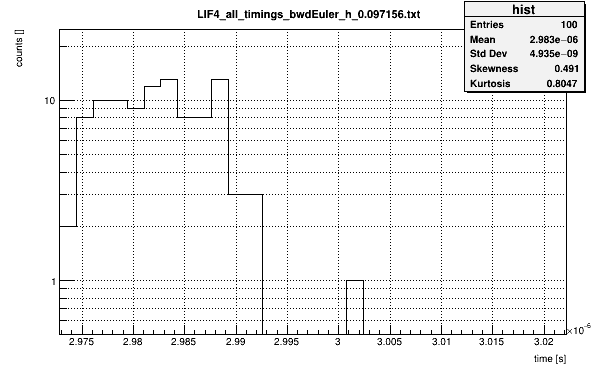 LIF4_all_timings_bwdEuler_h_0.097156.txt
hist
Entries 100
Mean 2.983e−06
Std Dev 4.935e−09
Skewness 0.491
Kurtosis 0.8047
counts []
10
1
2.975 2.98 2.985 2.99 2.995 3 3.005 3.01 3.015 3.02
×10⁻⁶
time [s]